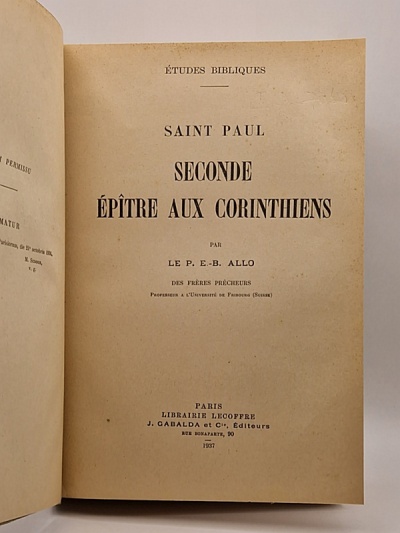 PERMISSU
MATUR
ÉTUDES BIBLIQUES
SAINT PAUL
SECONDE
ÉPÎTRE AUX CORINTHIENS
PAR
LE P. E.-B. ALLO
DES FRÈRES PRÊCHEURS
PROFESSEUR A L'UNIVERSITÉ DE FRIBOURG (SUISSE)
PARIS
LIBRAIRIE LECOFFRE
J. GABALDA ET Cie, Éditeurs
RUE BONAPARTE, 90
1937